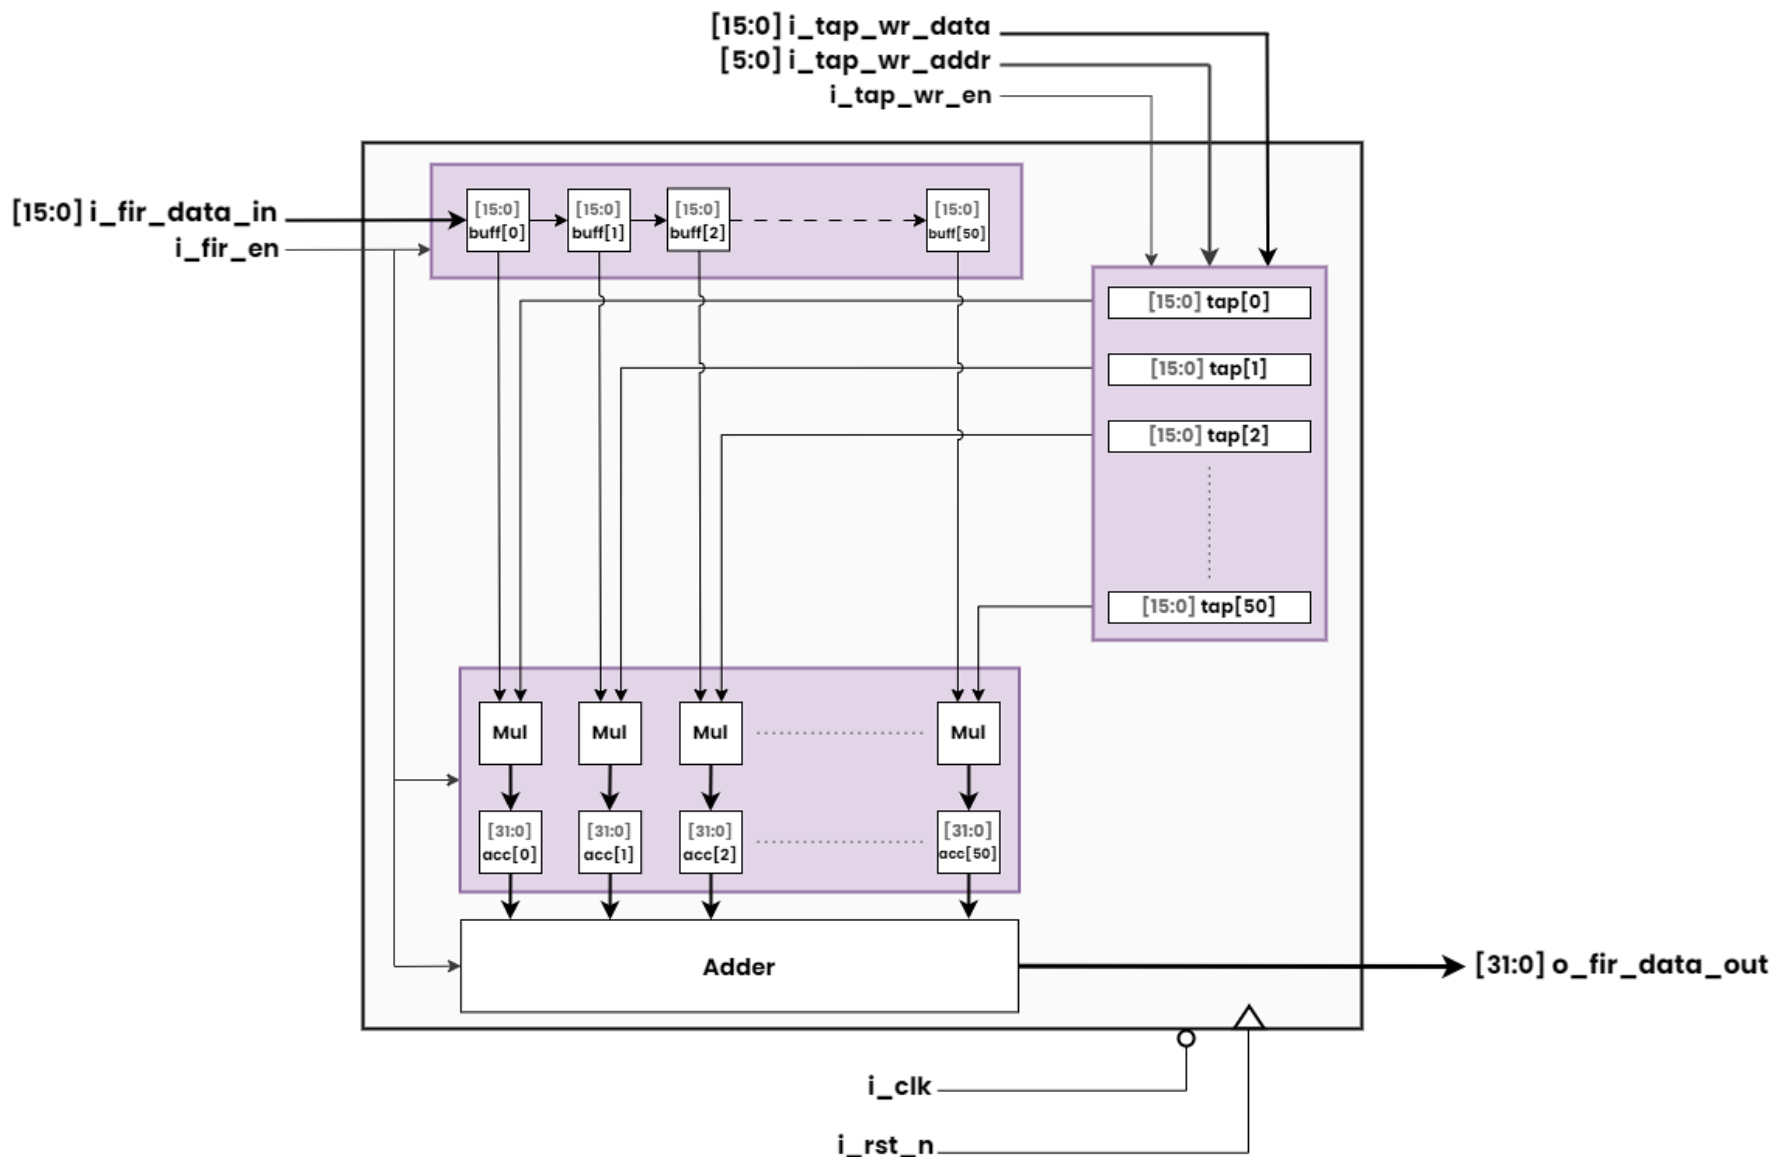 [15:0] i_tap_wr_data
[5:0] i_tap_wr_addr
i_tap_wr_en
[15:0] i_fir_data_in
i_fir_en
[15:0]
buff[0]
[15:0]
buff[1]
[15:0]
buff[2]
[15:0]
buff[50]
[15:0] tap[0]
[15:0] tap[1]
[15:0] tap[2]
[15:0] tap[50]
Mul
Mul
Mul
Mul
[31:0]
acc[0]
[31:0]
acc[1]
[31:0]
acc[2]
[31:0]
acc[50]
Adder
[31:0] o_fir_data_out
i_clk
i_rst_n